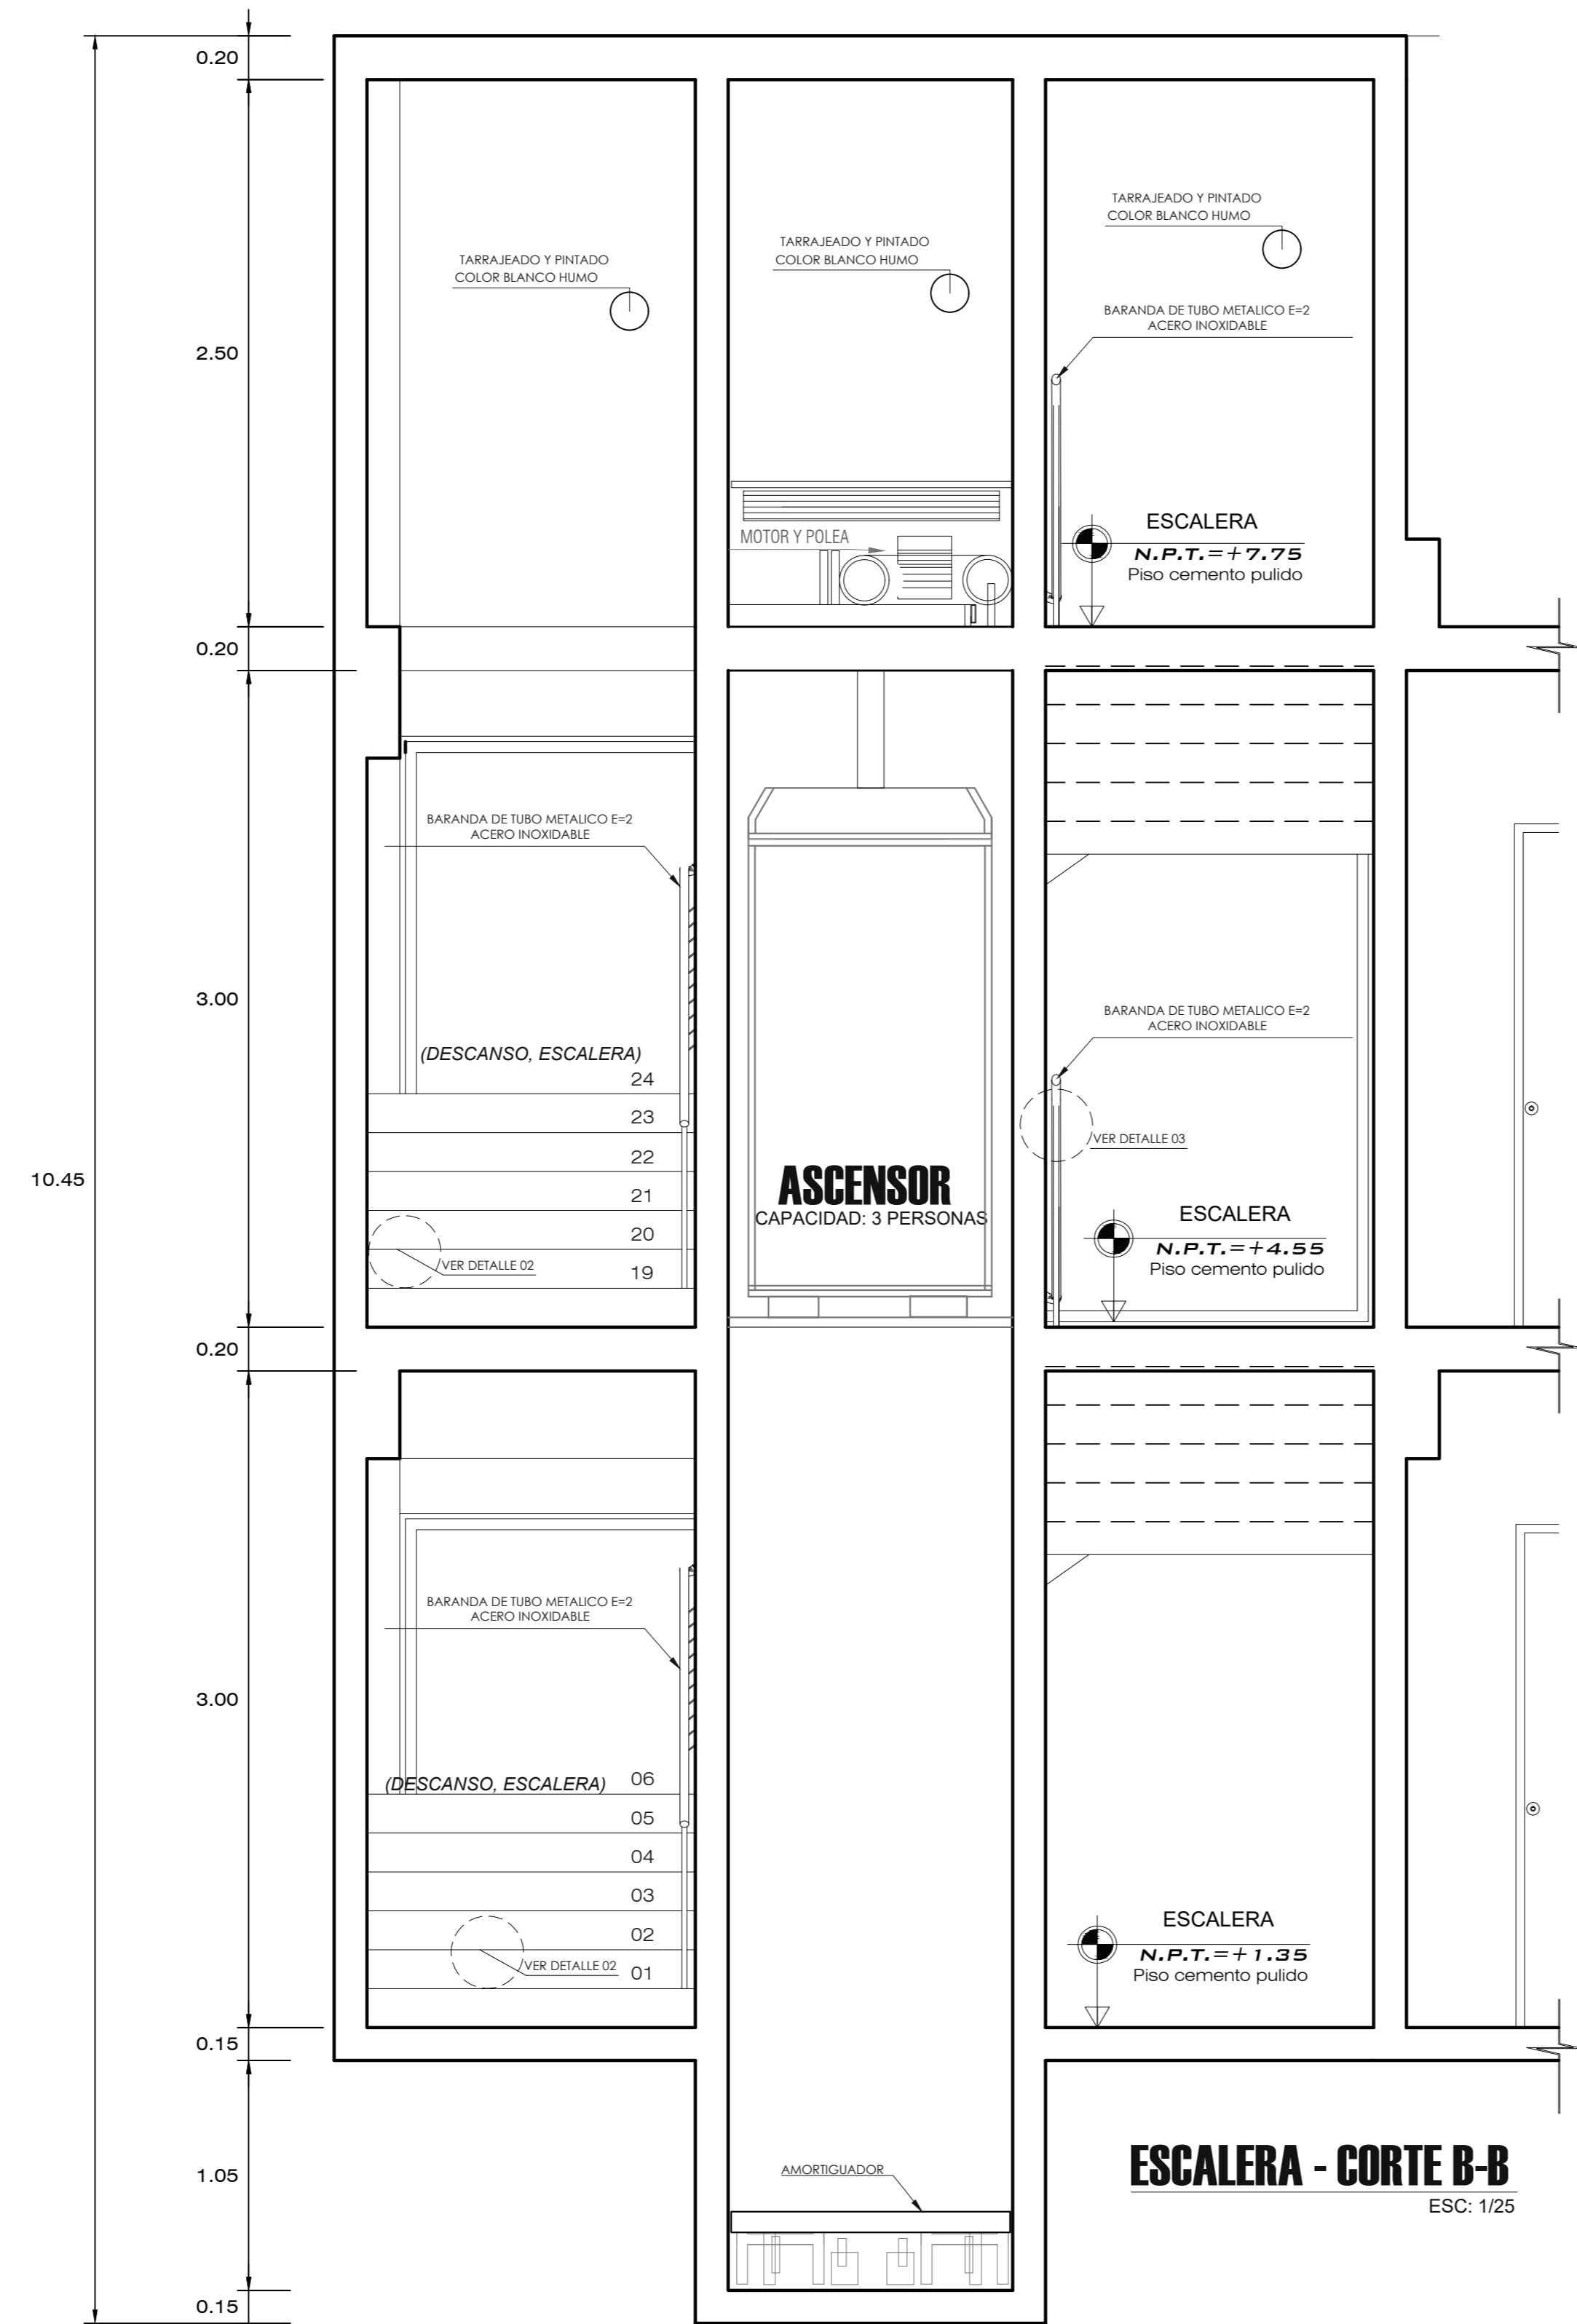 0.20
TARRAJEADO Y PINTADO
COLOR BLANCO HUMO
TARRAJEADO Y PINTADO
COLOR BLANCO HUMO
TARRAJEADO Y PINTADO
COLOR BLANCO HUMO
2.50
BARANDA DE TUBO METALICO E=2
ACERO INOXIDABLE
MOTOR Y POLEA
ESCALERA
N.P.T.=+7.75
Piso cemento pulido
0.20
BARANDA DE TUBO METALICO E=2
ACERO INOXIDABLE
3.00
(DESCANSO, ESCALERA)
24
23
22
21
20
19
VER DETALLE 02
10.45
ASCENSOR
CAPACIDAD: 3 PERSONAS
BARANDA DE TUBO METALICO E=2
ACERO INOXIDABLE
VER DETALLE 03
ESCALERA
N.P.T.=+4.55
Piso cemento pulido
0.20
BARANDA DE TUBO METALICO E=2
ACERO INOXIDABLE
3.00
(DESCANSO, ESCALERA)
06
05
04
03
02
01
VER DETALLE 02
ESCALERA
N.P.T.=+1.35
Piso cemento pulido
0.15
1.05
AMORTIGUADOR
0.15
ESCALERA - CORTE B-B
ESC: 1/25